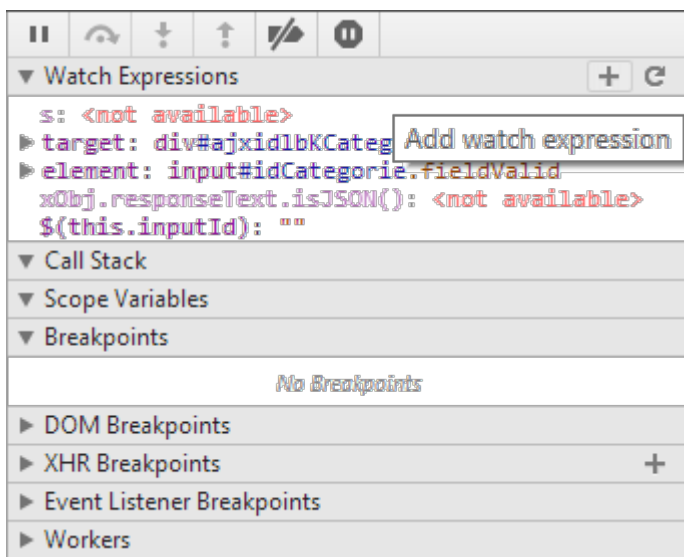 Watch Expressions
s: <not available>
target: div#ajxidlbKCateg
Add watch expression
element: input#idCategorie.fieldValid
xObj.responseText.isJSON(): <not available>
$(this.inputId): ""
Call Stack
Scope Variables
Breakpoints
No Breakpoints
DOM Breakpoints
XHR Breakpoints
Event Listener Breakpoints
Workers